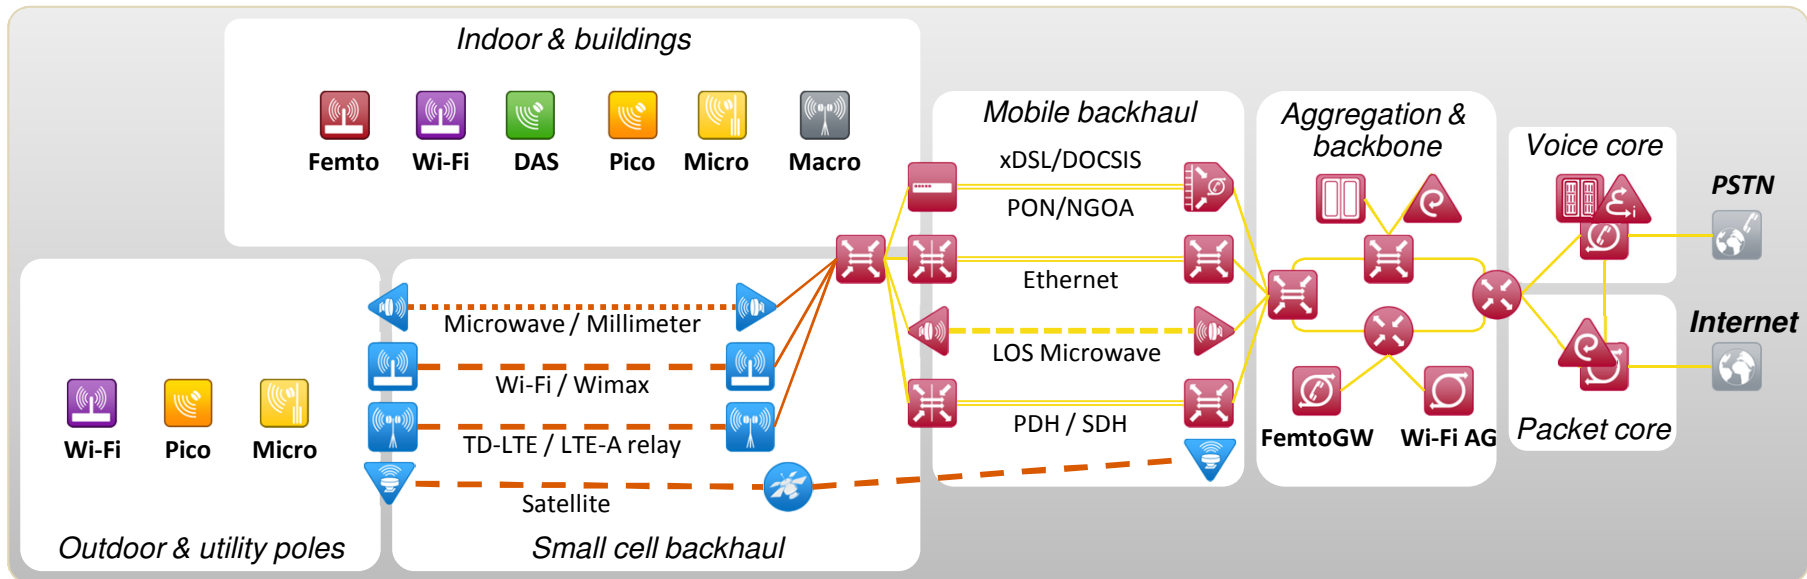 Indoor & buildings
Femto
Wi-Fi
DAS
Pico
Micro
Macro
Mobile backhaul
xDSL/DOCSIS
PON/NGOA
Ethernet
LOS Microwave
PDH / SDH
Aggregation &
backbone
FemtoGW
Wi-Fi AG
Voice core
i
PSTN
Internet
Packet core
Microwave / Millimeter
Wi-Fi / Wimax
TD-LTE / LTE-A relay
Satellite
Small cell backhaul
Wi-Fi
Pico
Micro
Outdoor & utility poles